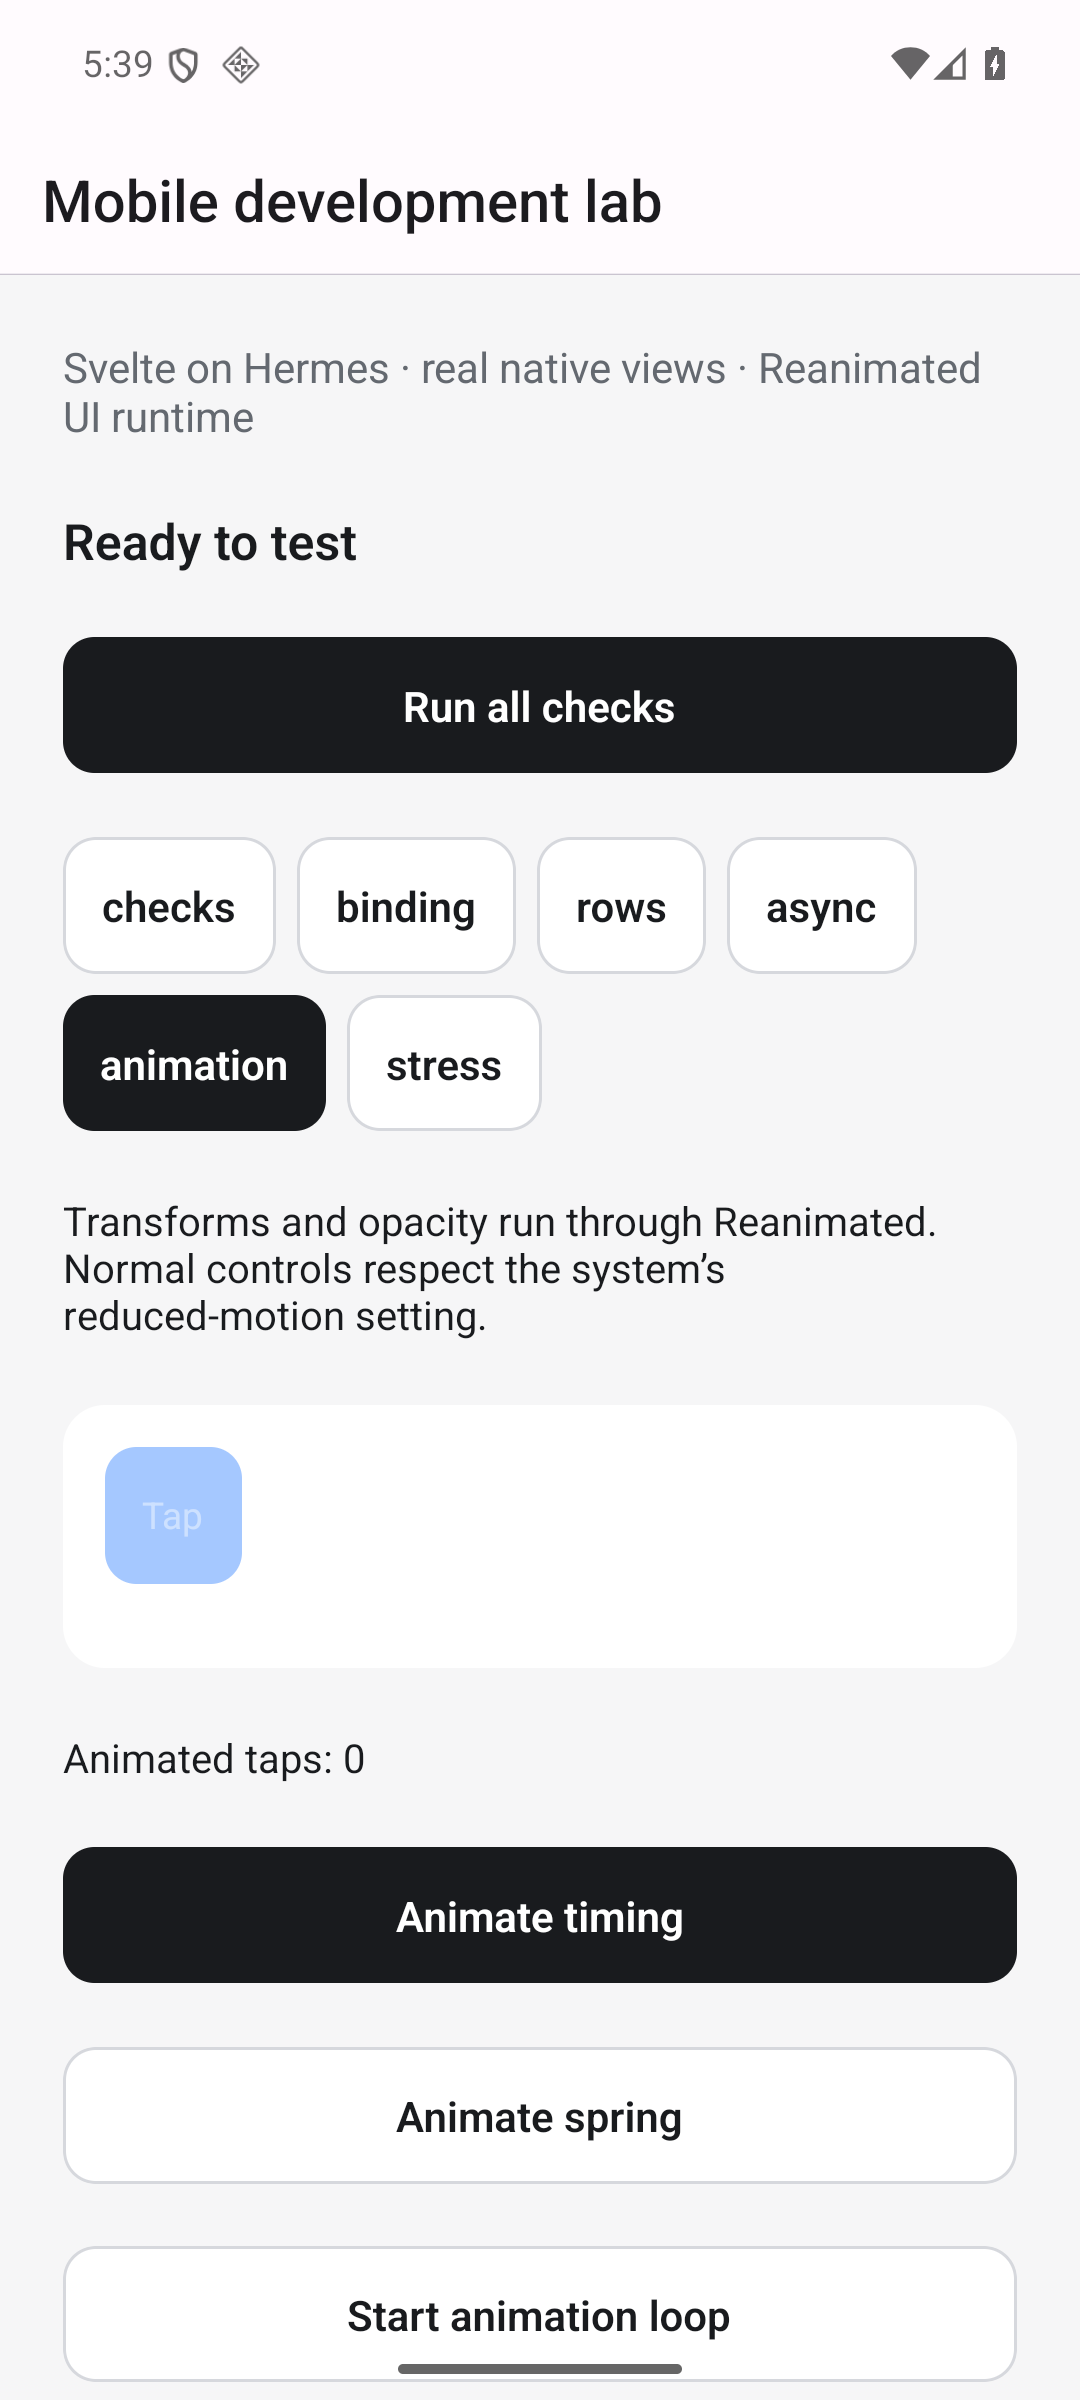 5:39
Mobile development lab
Svelte on Hermes · real native views · Reanimated
UI runtime
Ready to test
Run all checks
checks binding rows async
animation stress
Transforms and opacity run through Reanimated.
Normal controls respect the system’s
reduced-motion setting.
Tap
Animated taps: 0
Animate timing
Animate spring
Start animation loop